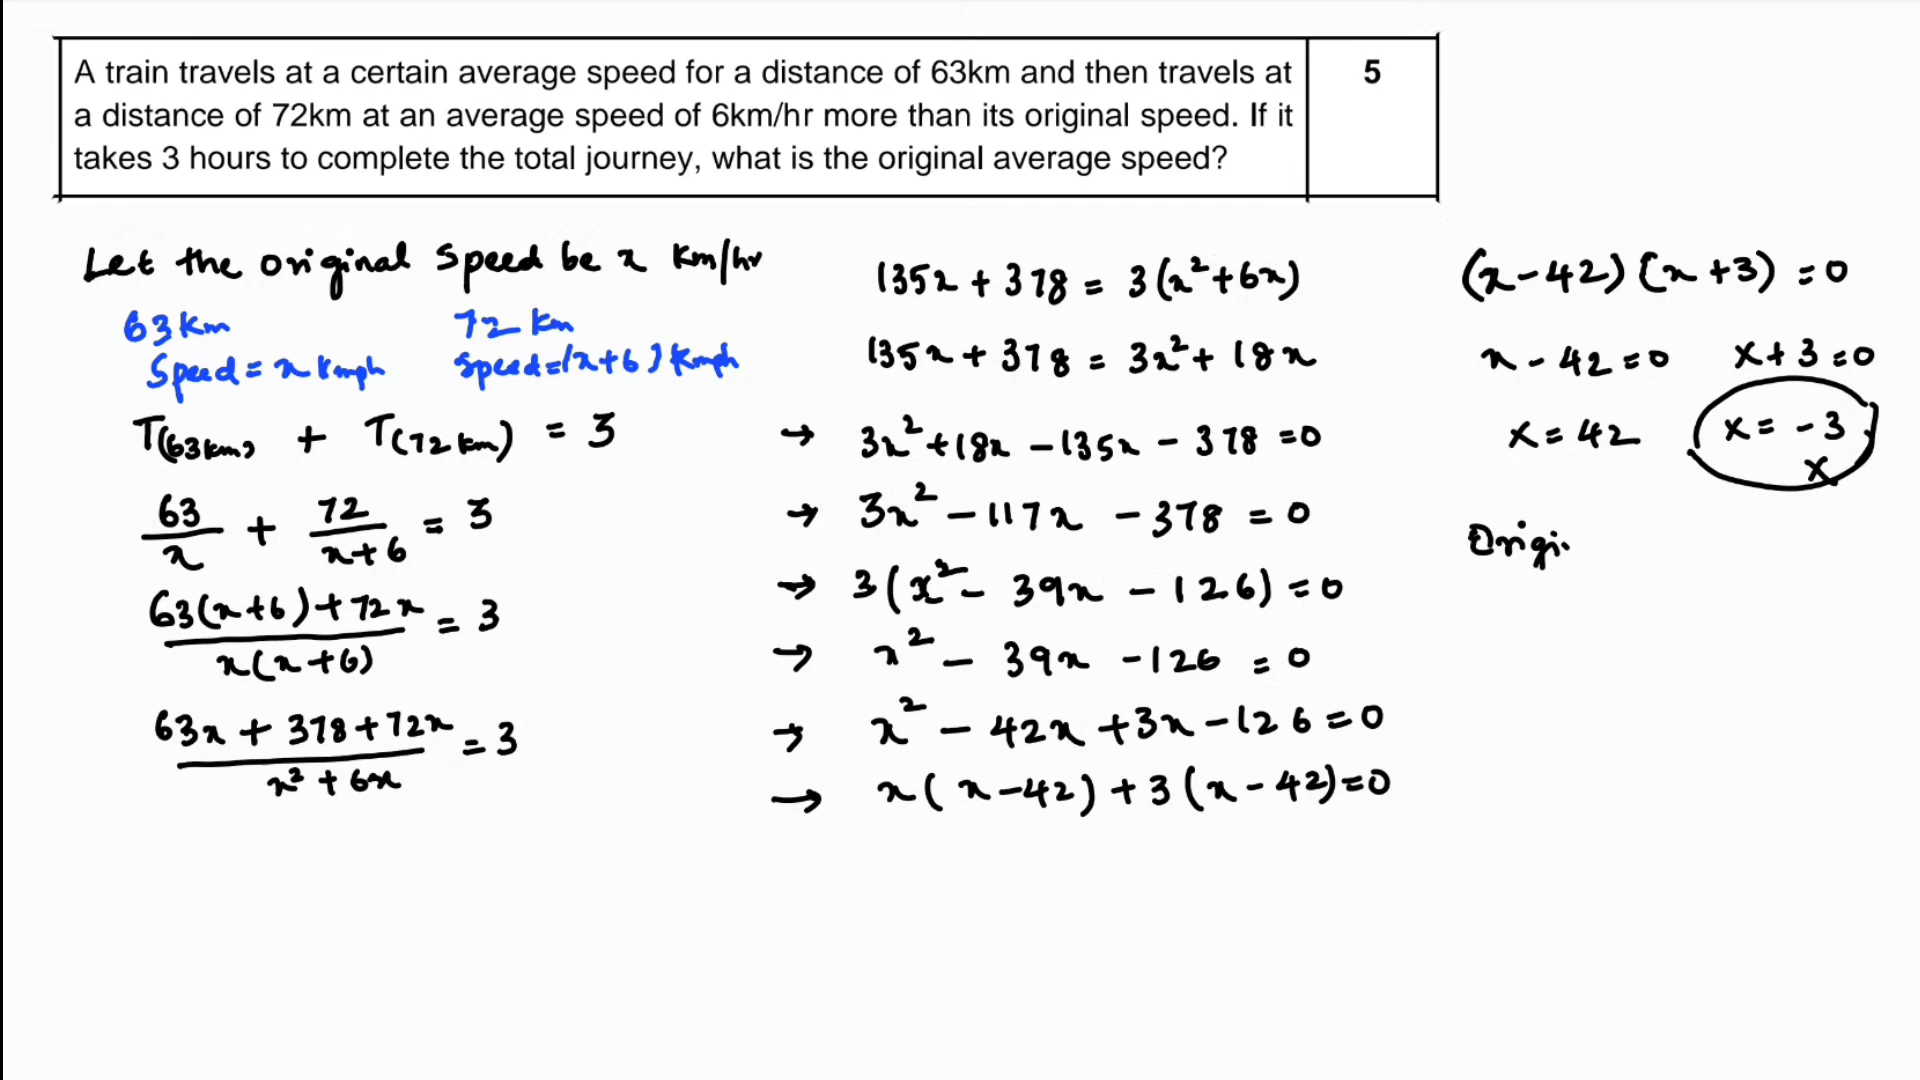 A train travels at a certain average speed for a distance of 63km and then travels at
a distance of 72km at an average speed of 6km/hr more than its original speed. If it
takes 3 hours to complete the total journey, what is the original average speed?
5
Let the original speed be x km/hr
63 km
Speed = x kmph
72 km
Speed = (x+6) kmph
T(63km) + T(72km) = 3
63/x + 72/(x+6) = 3
(63(x+6)+72x)/(x(x+6)) = 3
(63x + 378 + 72x)/(x² + 6x) = 3
135x + 378 = 3(x²+6x)
135x + 378 = 3x² + 18x
→ 3x² + 18x - 135x - 378 = 0
→ 3x² - 117x - 378 = 0
→ 3(x² - 39x - 126) = 0
→ x² - 39x - 126 = 0
→ x² - 42x + 3x - 126 = 0
→ x(x-42) + 3(x-42) = 0
(x-42)(x+3) = 0
x - 42 = 0 x + 3 = 0
x = 42 x = -3
x
Origi